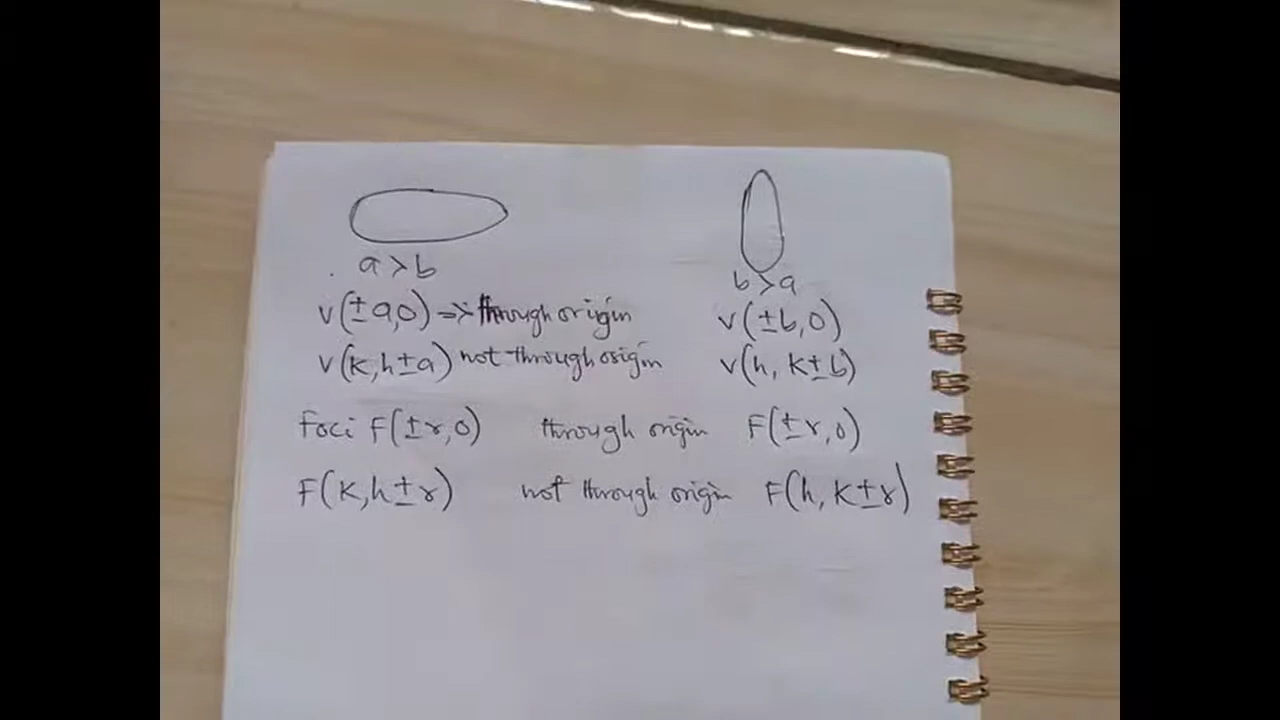 a>b b>a
v(±a,0) => through origin v(±b,0)
v(k,h±a) not through origin v(h, k±b)
Foci F(±r,0) through origin F(±r,0)
F(k,h±r) not through origin F(h, k±r)